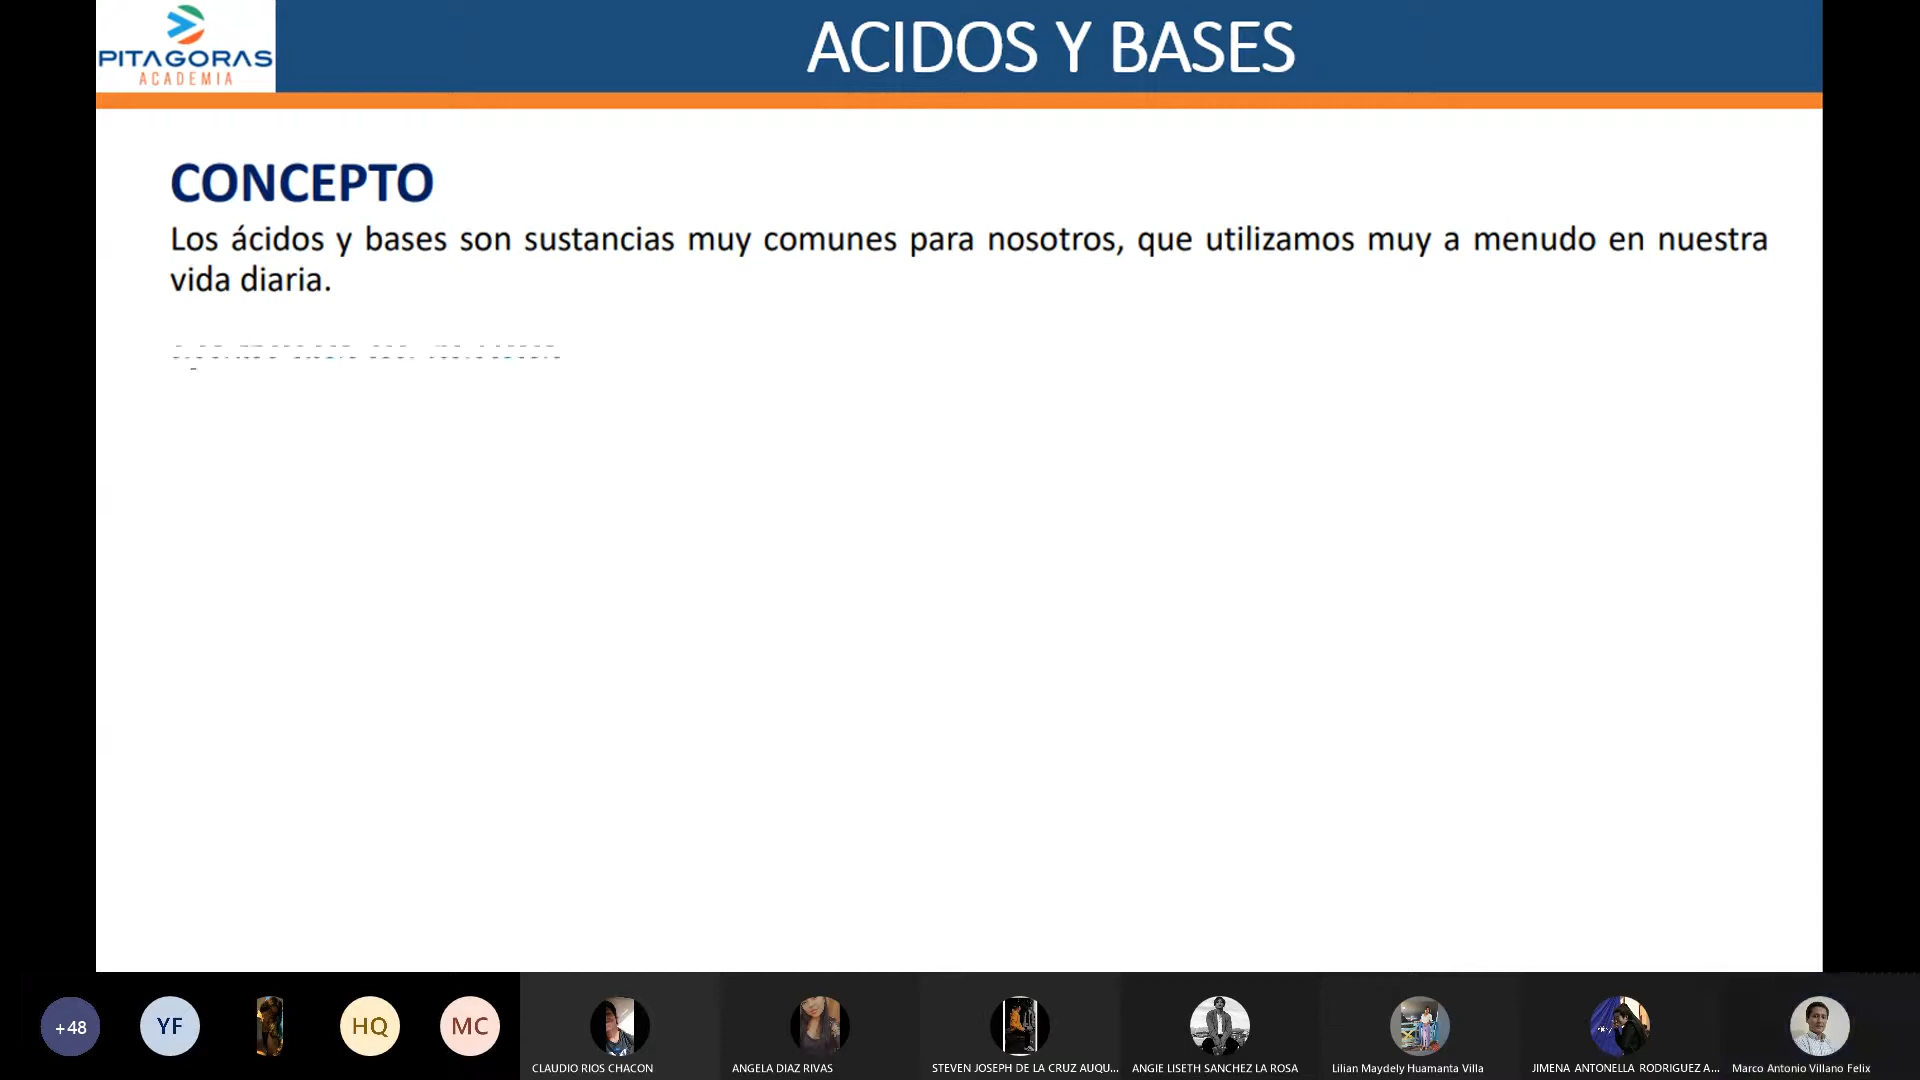 PITAGORAS
ACADEMIA
ACIDOS Y BASES
CONCEPTO
Los ácidos y bases son sustancias muy comunes para nosotros, que utilizamos muy a menudo en nuestra
vida diaria.
+48
YF
HQ
MC
CLAUDIO RIOS CHACON
ANGELA DIAZ RIVAS
STEVEN JOSEPH DE LA CRUZ AUQU...
ANGIE LISETH SANCHEZ LA ROSA
Lilian Maydely Huamanta Villa
JIMENA ANTONELLA RODRIGUEZ A...
Marco Antonio Villano Felix